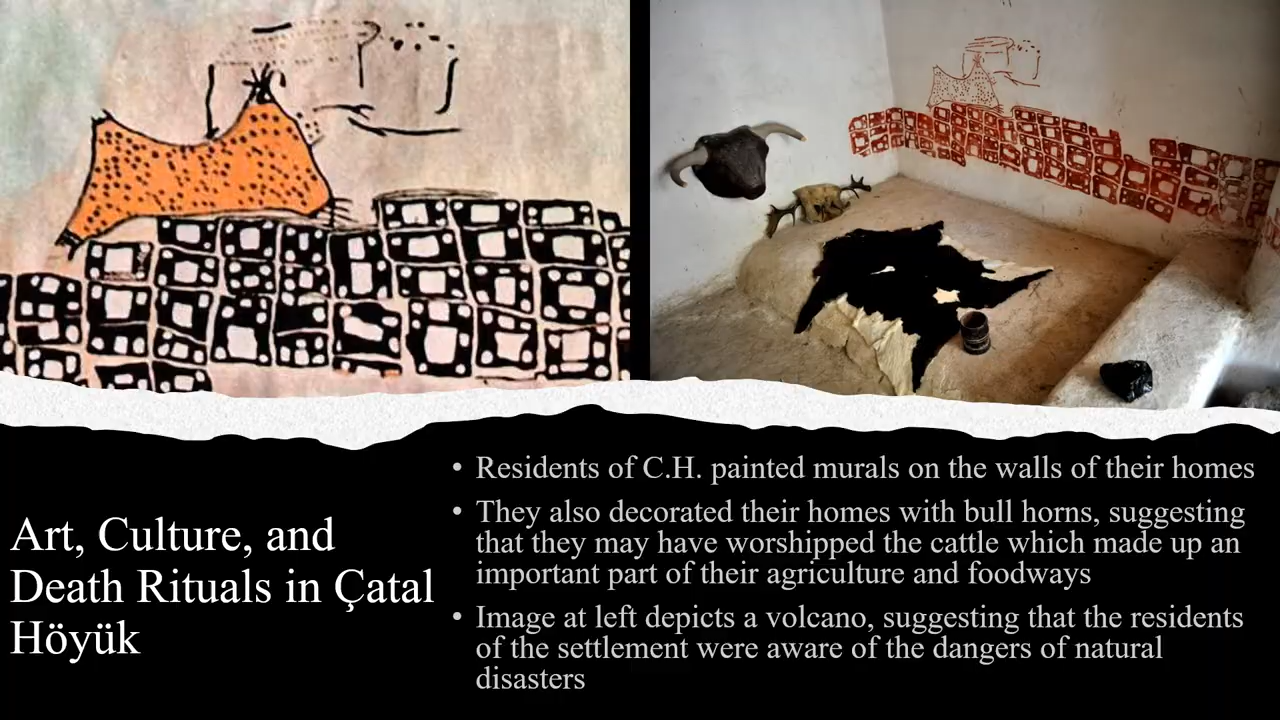 Art, Culture, and
Death Rituals in Çatal
Höyük
• Residents of C.H. painted murals on the walls of their homes
• They also decorated their homes with bull horns, suggesting
that they may have worshipped the cattle which made up an
important part of their agriculture and foodways
• Image at left depicts a volcano, suggesting that the residents
of the settlement were aware of the dangers of natural
disasters